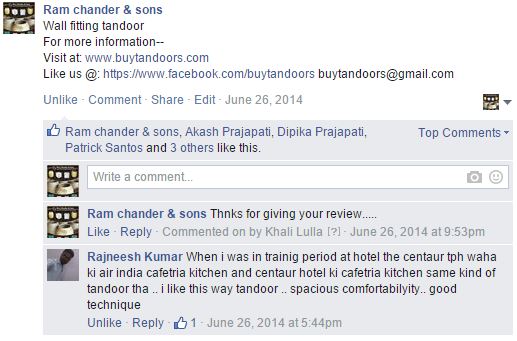 Ram chander & sons
Wall fitting tandoor
For more information--
Visit at: www.buytandoors.com
Like us @: https://www.facebook.com/buytandoors buytandoors@gmail.com
Unlike · Comment · Share · Edit · June 26, 2014
Ram chander & sons, Akash Prajapati, Dipika Prajapati,
Patrick Santos and 3 others like this.
Top Comments
Write a comment...
Ram chander & sons Thnks for giving your review.....
Like · Reply · Commented on by Khali Lulla [?] · June 26, 2014 at 9:53pm
Rajneesh Kumar When i was in trainig period at hotel the centaur tph waha
ki air india cafetria kitchen and centaur hotel ki cafetria kitchen same kind of
tandoor tha .. i like this way tandoor .. spacious comfortabilyity.. good
technique
Unlike · Reply · 1 · June 26, 2014 at 5:44pm